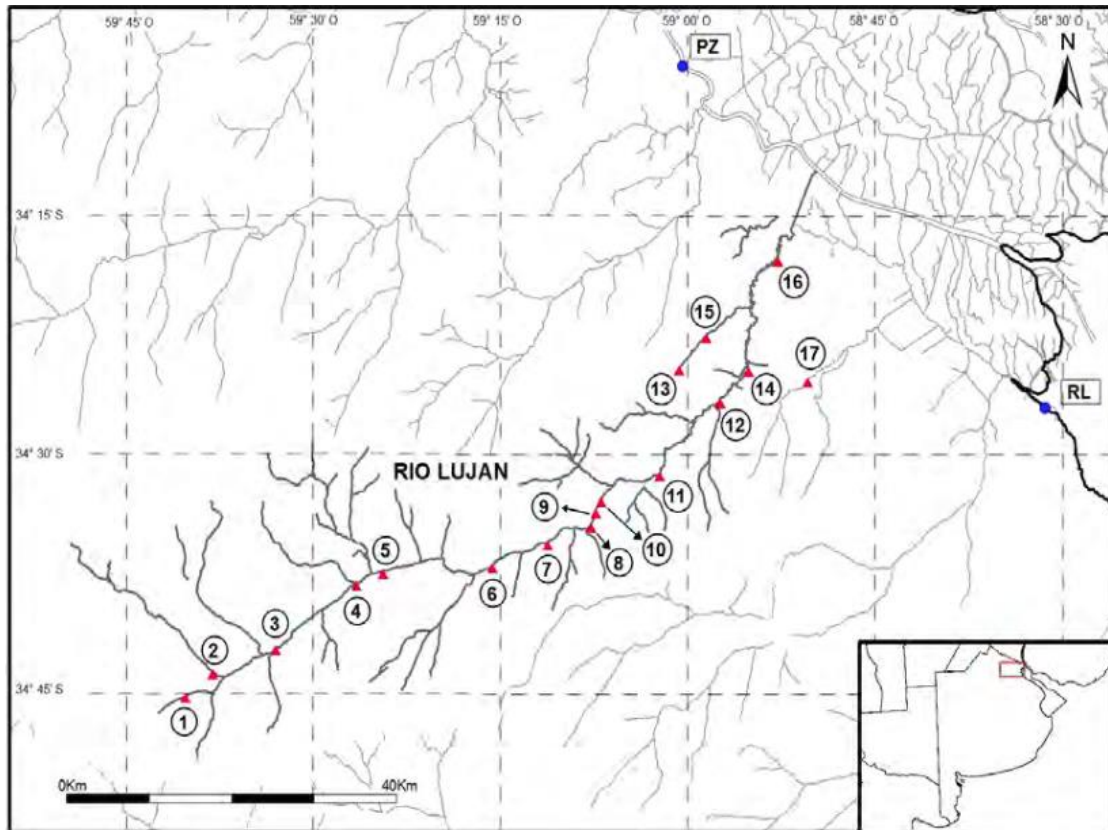 59° 45' O
59° 30' O
59° 15' O
59° 00' O
58° 45' O
58° 30' O
PZ
N
34° 15' S
16
15
17
13
14
RL
12
34° 30' S
RIO LUJAN
11
9
10
5
8
7
6
4
3
2
34° 45' S
1
0Km
40Km